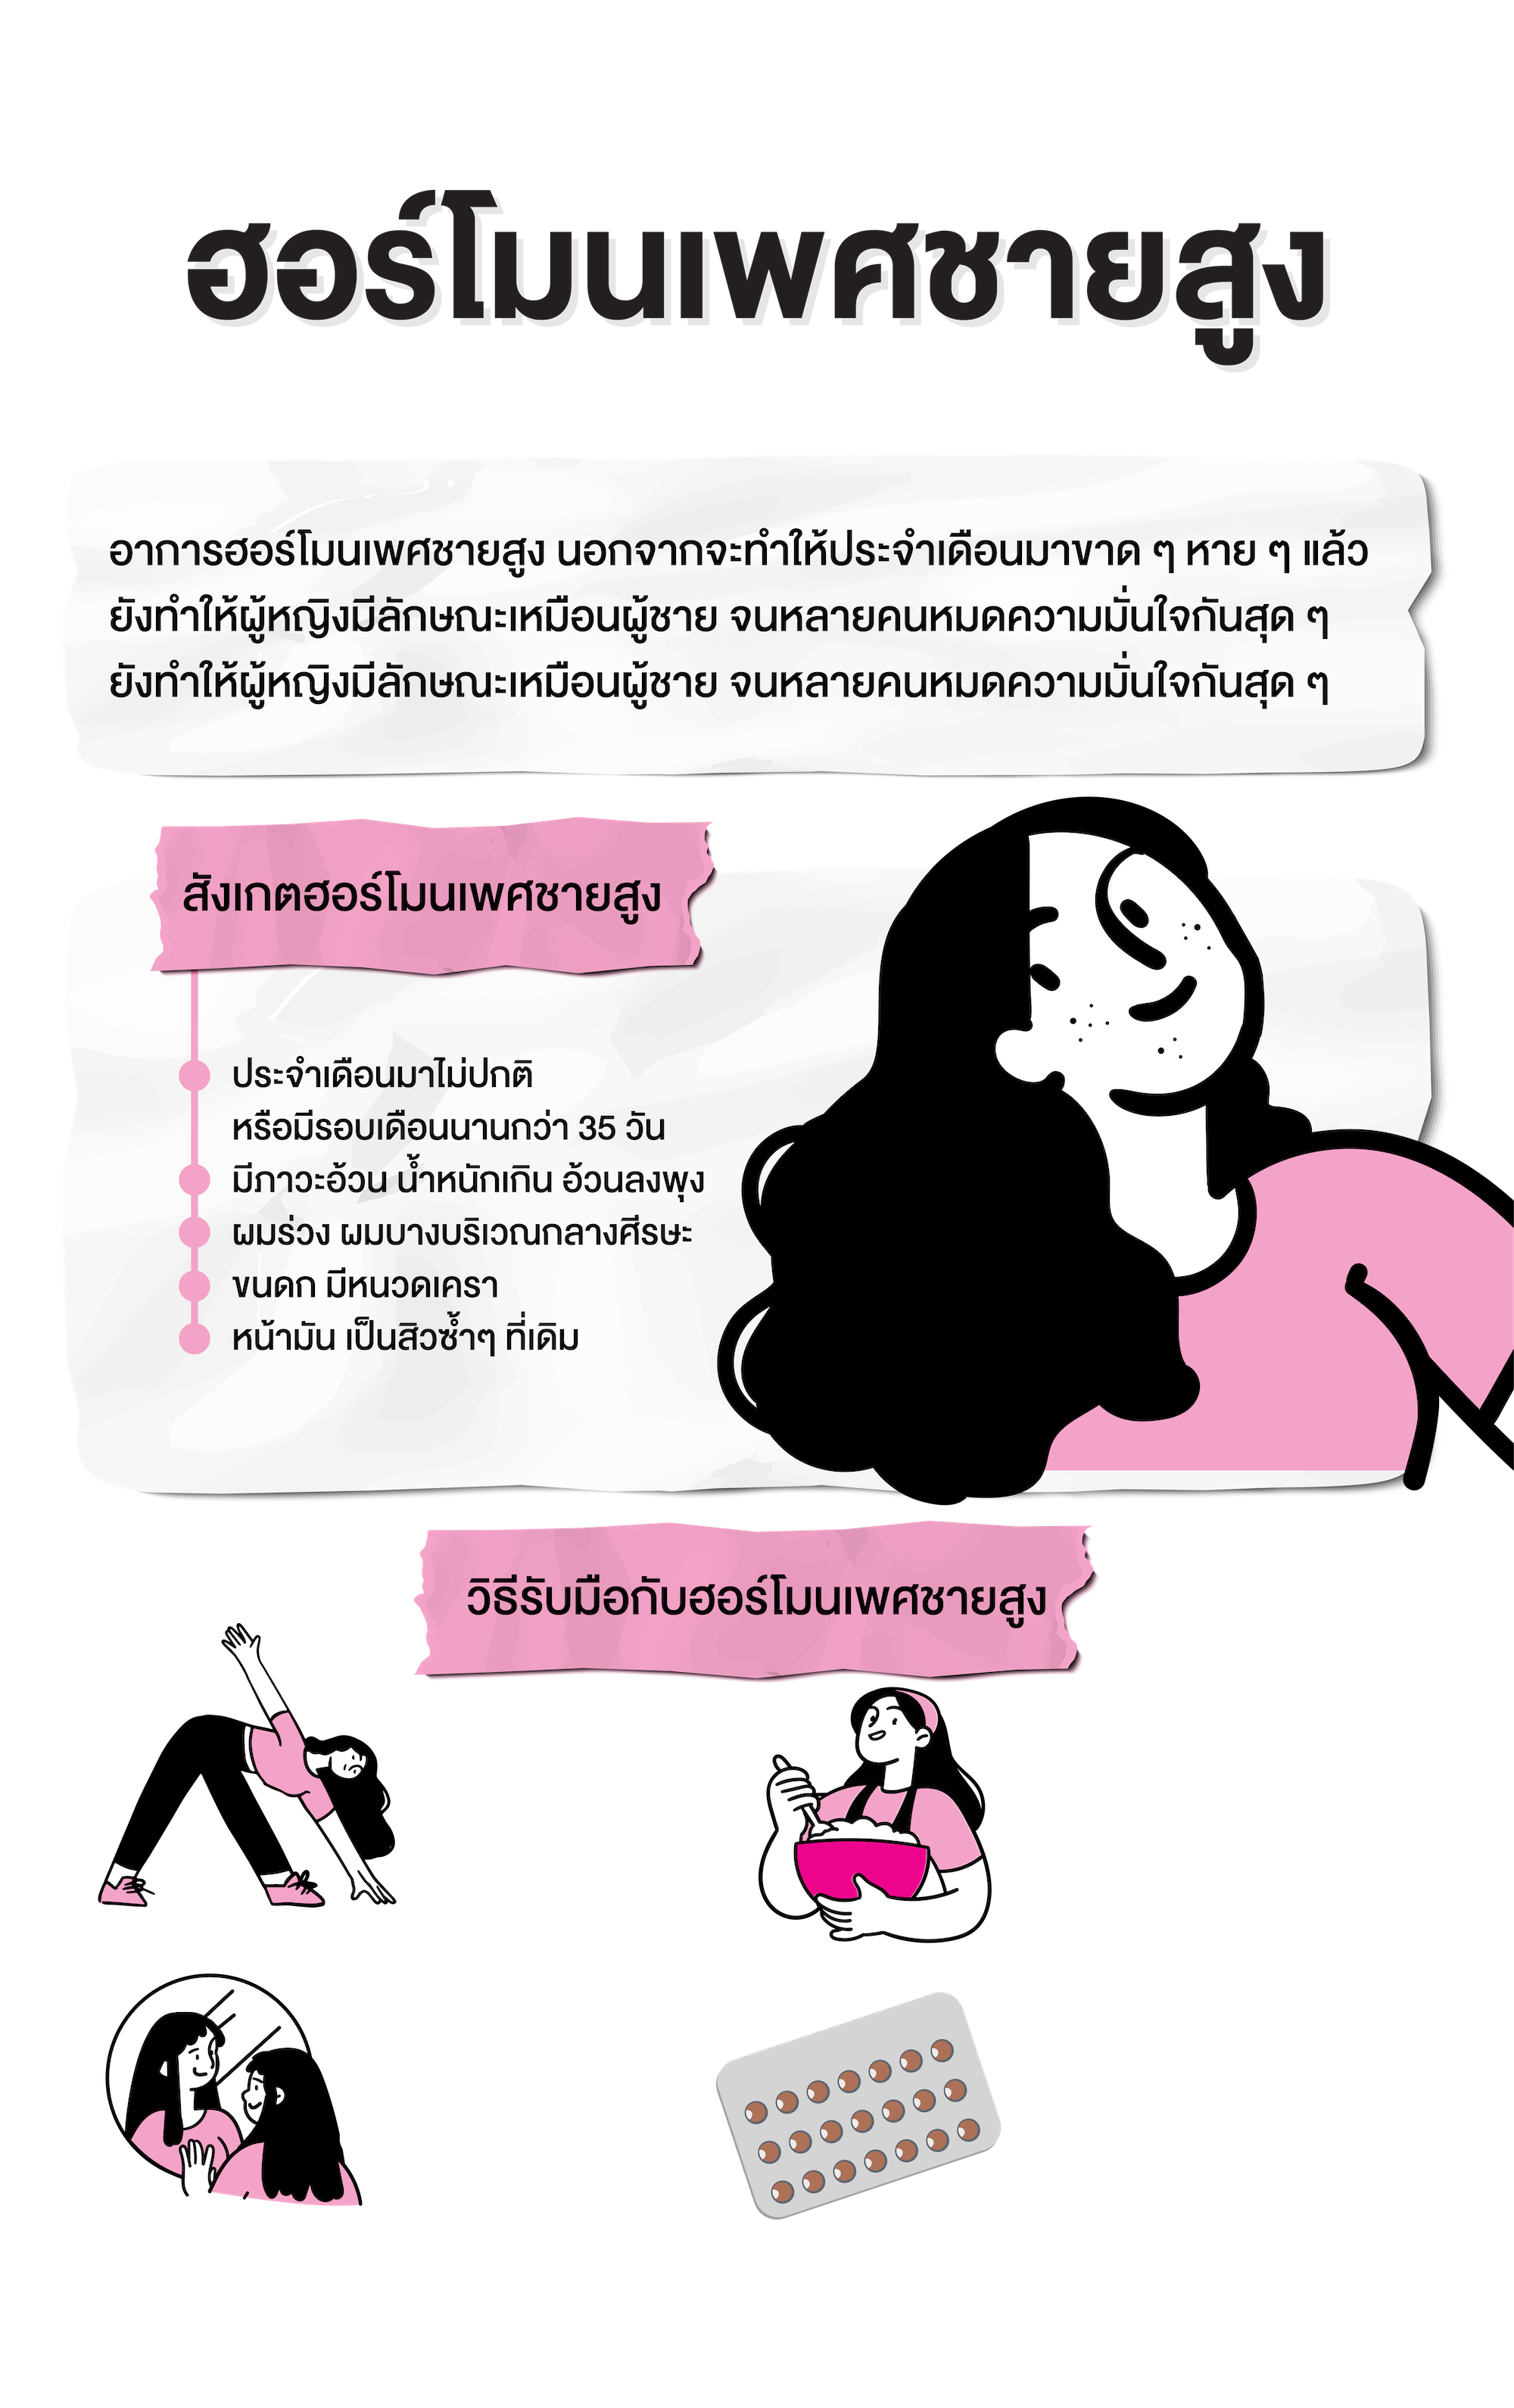 ฮอร์โมนเพศชายสูง
อาการฮอร์โมนเพศชายสูง นอกจากจะทำให้ประจำเดือนมาขาด ๆ หาย ๆ แล้ว
ยังทำให้ผู้หญิงมีลักษณะเหมือนผู้ชาย จนหลายคนหมดความมั่นใจกันสุด ๆ
ยังทำให้ผู้หญิงมีลักษณะเหมือนผู้ชาย จนหลายคนหมดความมั่นใจกันสุด ๆ
สังเกตฮอร์โมนเพศชายสูง
ประจำเดือนมาไม่ปกติ
หรือมีรอบเดือนนานกว่า 35 วัน
มีภาวะอ้วน น้ำหนักเกิน อ้วนลงพุง
ผมร่วง ผมบางบริเวณกลางศีรษะ
ขนดก มีหนวดเครา
หน้ามัน เป็นสิวซ้ำๆ ที่เดิม
วิธีรับมือกับฮอร์โมนเพศชายสูง